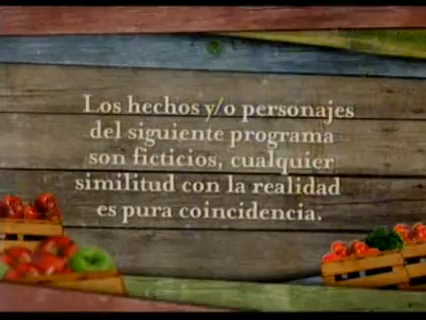 Los hechos y/o personajes
del siguiente programa
son ficticios, cualquier
similitud con la realidad
es pura coincidencia.